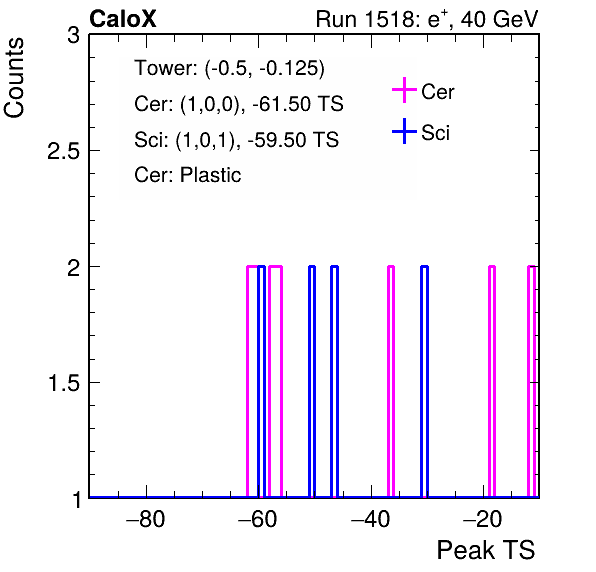 CaloX Run 1518: e⁺, 40 GeV
Counts
3
Tower: (-0.5, -0.125)
Cer: (1,0,0), -61.50 TS
Sci: (1,0,1), -59.50 TS
Cer: Plastic
Cer
Sci
2.5
2
1.5
1
−80 −60 −40 −20
Peak TS